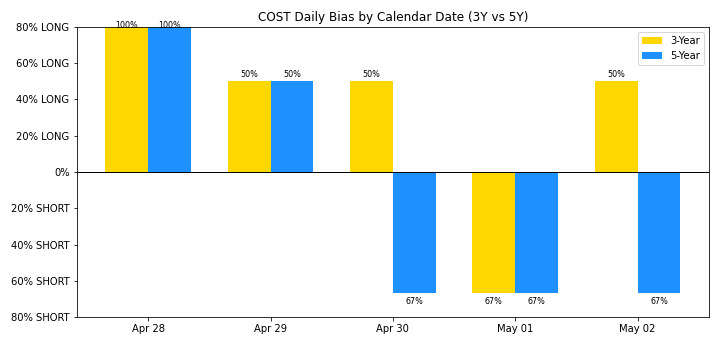 COST Daily Bias by Calendar Date (3Y vs 5Y)
80% LONG
60% LONG
40% LONG
20% LONG
0%
20% SHORT
40% SHORT
60% SHORT
80% SHORT
100% 100%
50% 50% 50% 50%
67% 67% 67% 67%
3-Year
5-Year
Apr 28 Apr 29 Apr 30 May 01 May 02